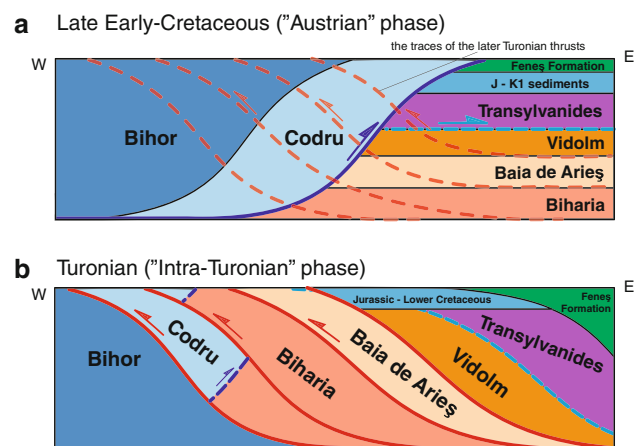 a Late Early-Cretaceous ("Austrian" phase)
the traces of the later Turonian thrusts
W
E
Feneş Formation
J - K1 sediments
Transylvanides
Bihor
Codru
Vidolm
Baia de Arieş
Biharia
b Turonian ("Intra-Turonian" phase)
W
E
Jurassic - Lower Cretaceous
Feneş
Formation
Codru
Transylvanides
Bihor
Biharia
Baia de Arieş
Vidolm